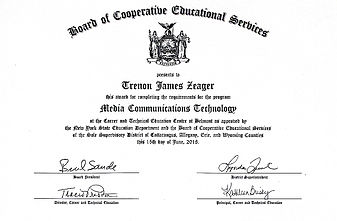 Board of Cooperative Educational Services
presents to
Trenon James Zeager
this award for completing the requirements for the program
Media Communications Technology
at the Career and Technical Education Center at Belmont as approved by
the New York State Education Department and the Board of Cooperative Educational Services
of the Sole Supervisory District of Cattaraugus, Allegany, Erie, and Wyoming Counties
this 15th day of June, 2015.
Board President
District Superintendent
Director, Career and Technical Education
Principal, Career and Technical Education